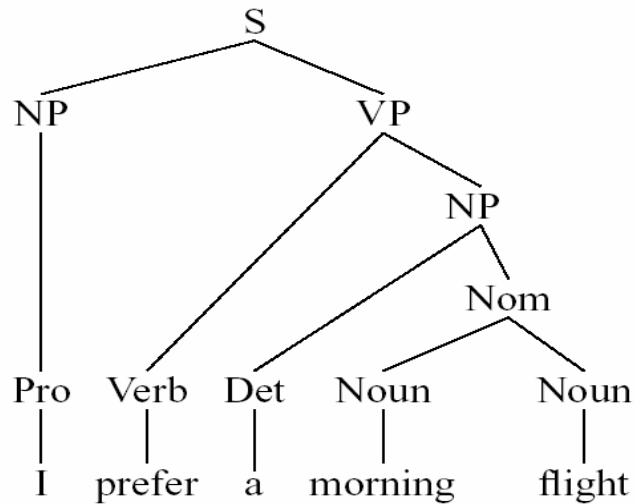 S
NP VP
NP
Nom
Pro Verb Det Noun Noun
I prefer a morning flight